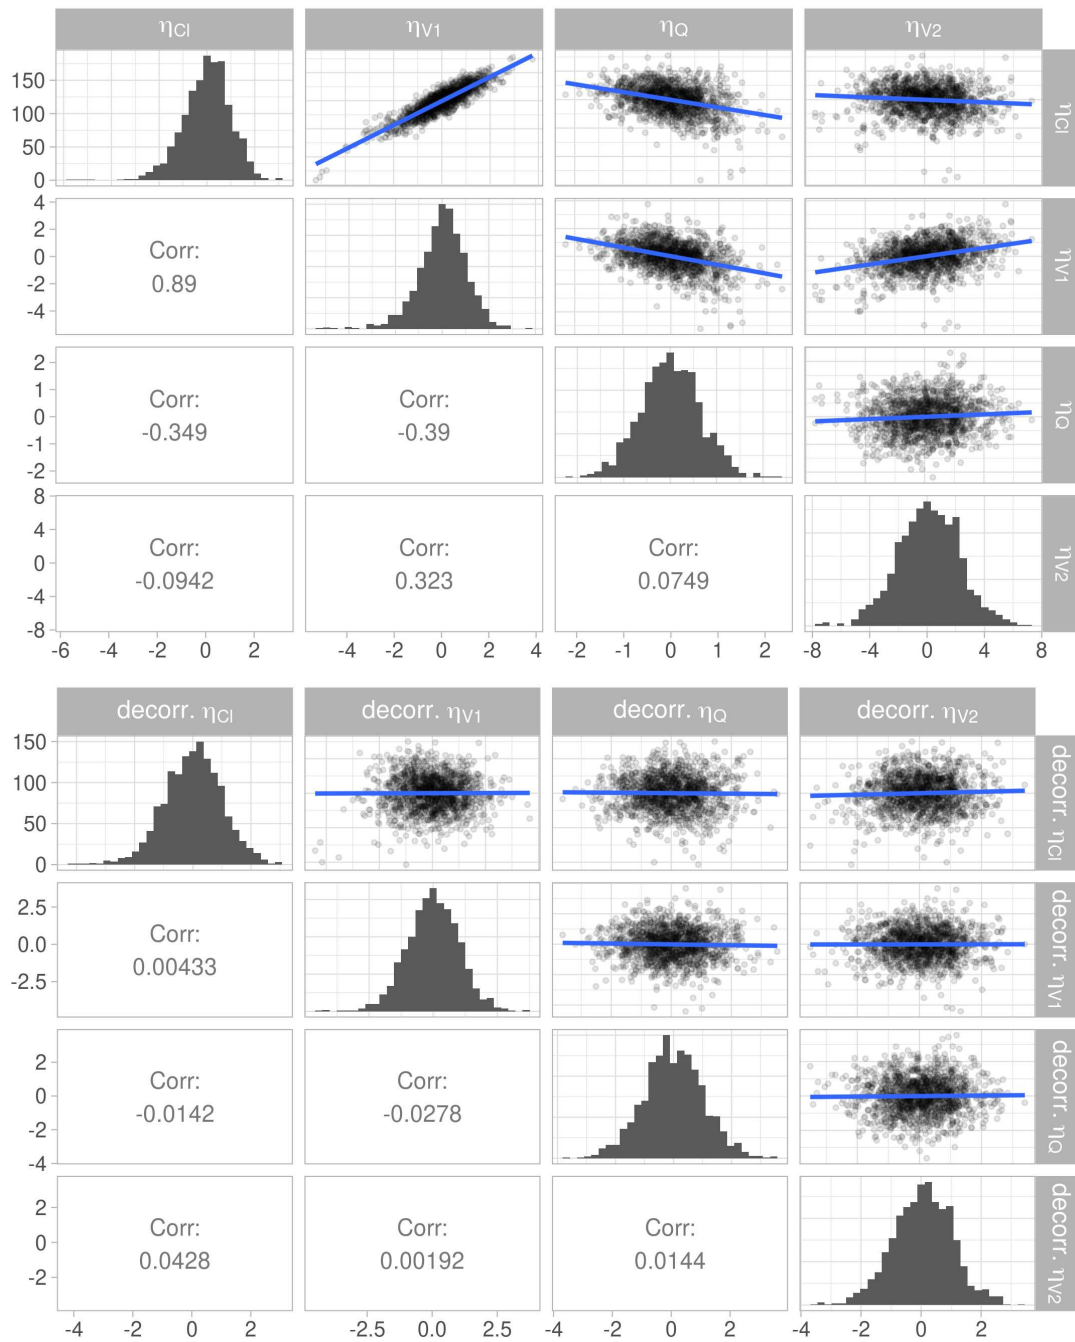 ηCl ηV1 ηQ ηV2
150
100
50
0
ηCl
4
2
0
-2
-4
Corr:
0.89
ηV1
2
1
0
-1
-2
Corr:
-0.349
Corr:
-0.39
ηQ
8
4
0
-4
-8
Corr:
-0.0942
Corr:
0.323
Corr:
0.0749
ηV2
-6 -4 -2 0 2 -4 -2 0 2 4 -2 -1 0 1 2 -8 -4 0 4 8
decorr. ηCl decorr. ηV1 decorr. ηQ decorr. ηV2
150
100
50
0
decorr. ηCl
2.5
0.0
-2.5
Corr:
0.00433
decorr. ηV1
2
0
-2
-4
Corr:
-0.0142
Corr:
-0.0278
decorr. ηQ
2
0
-2
Corr:
0.0428
Corr:
0.00192
Corr:
0.0144
decorr. ηV2
-4 -2 0 2 -2.5 0.0 2.5 -4 -2 0 2 4 -4 -2 0 2